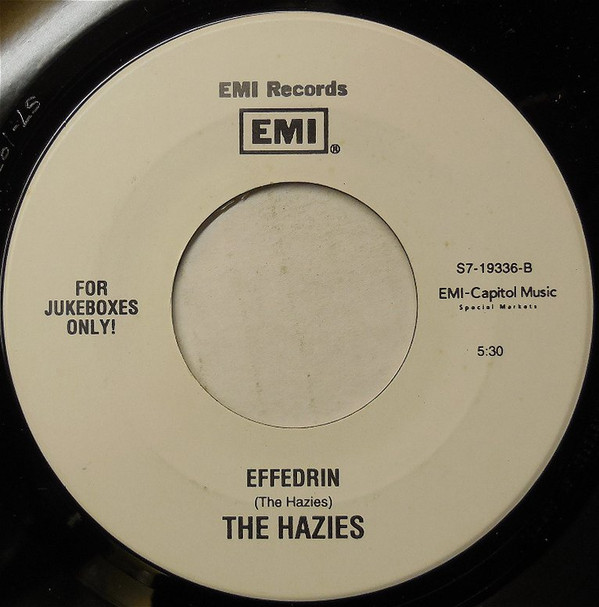 EMI Records
EMI®
FOR
JUKEBOXES
ONLY!
S7-19336-B
EMI-Capitol Music
Special Markets
5:30
EFFEDRIN
(The Hazies)
THE HAZIES